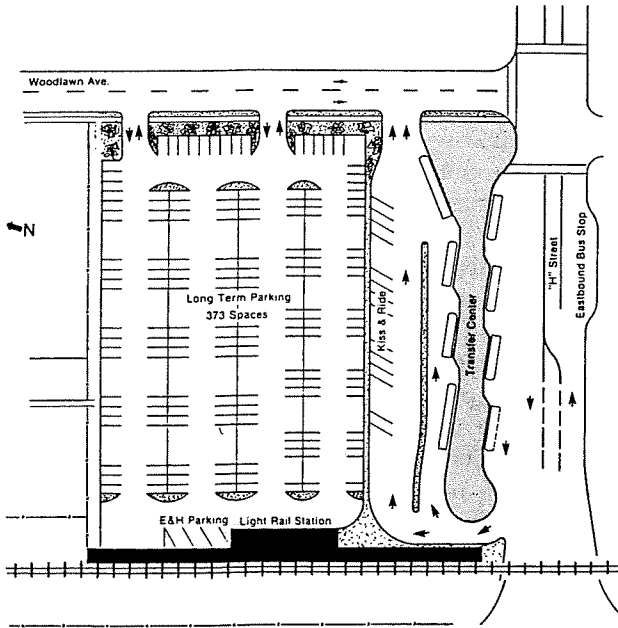 Woodlawn Ave.
N
Long Term Parking
373 Spaces
Kiss & Ride
Transfer Center
"H" Street
Eastbound Bus Stop
E&H Parking
Light Rail Station